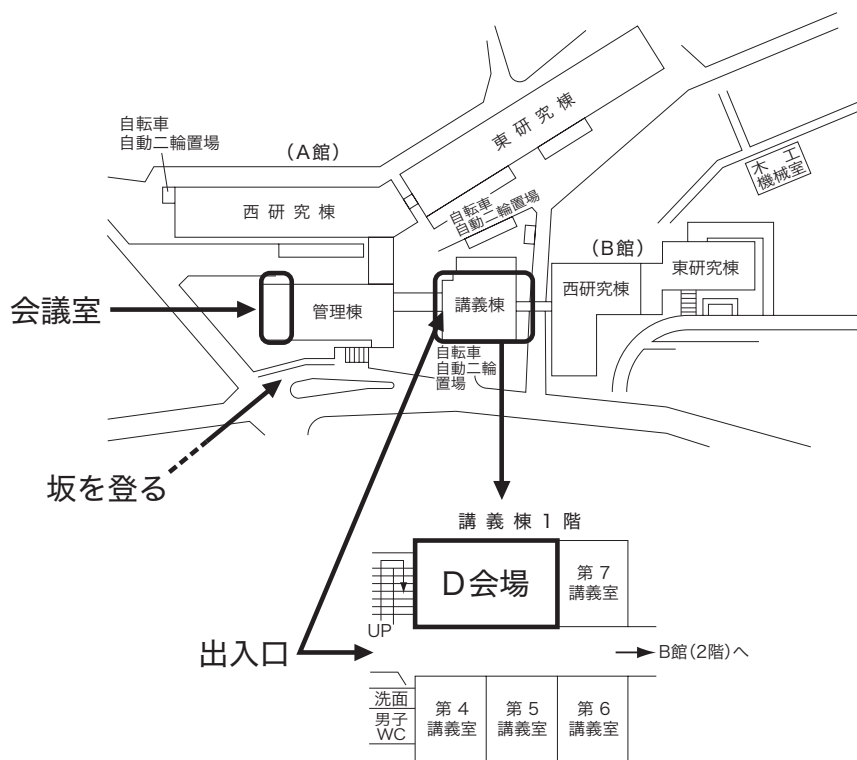 自転車
自動二輪置場
（A館）
東研究棟
木工
機械室
西研究棟
自転車
自動二輪置場
（B館）
東研究棟
西研究棟
会議室
管理棟
講義棟
自転車
自動二輪
置場
坂を登る
講義棟1階
D会場
第7
講義室
UP
出入口
B館（2階）へ
洗面
男子
WC
第4
講義室
第5
講義室
第6
講義室